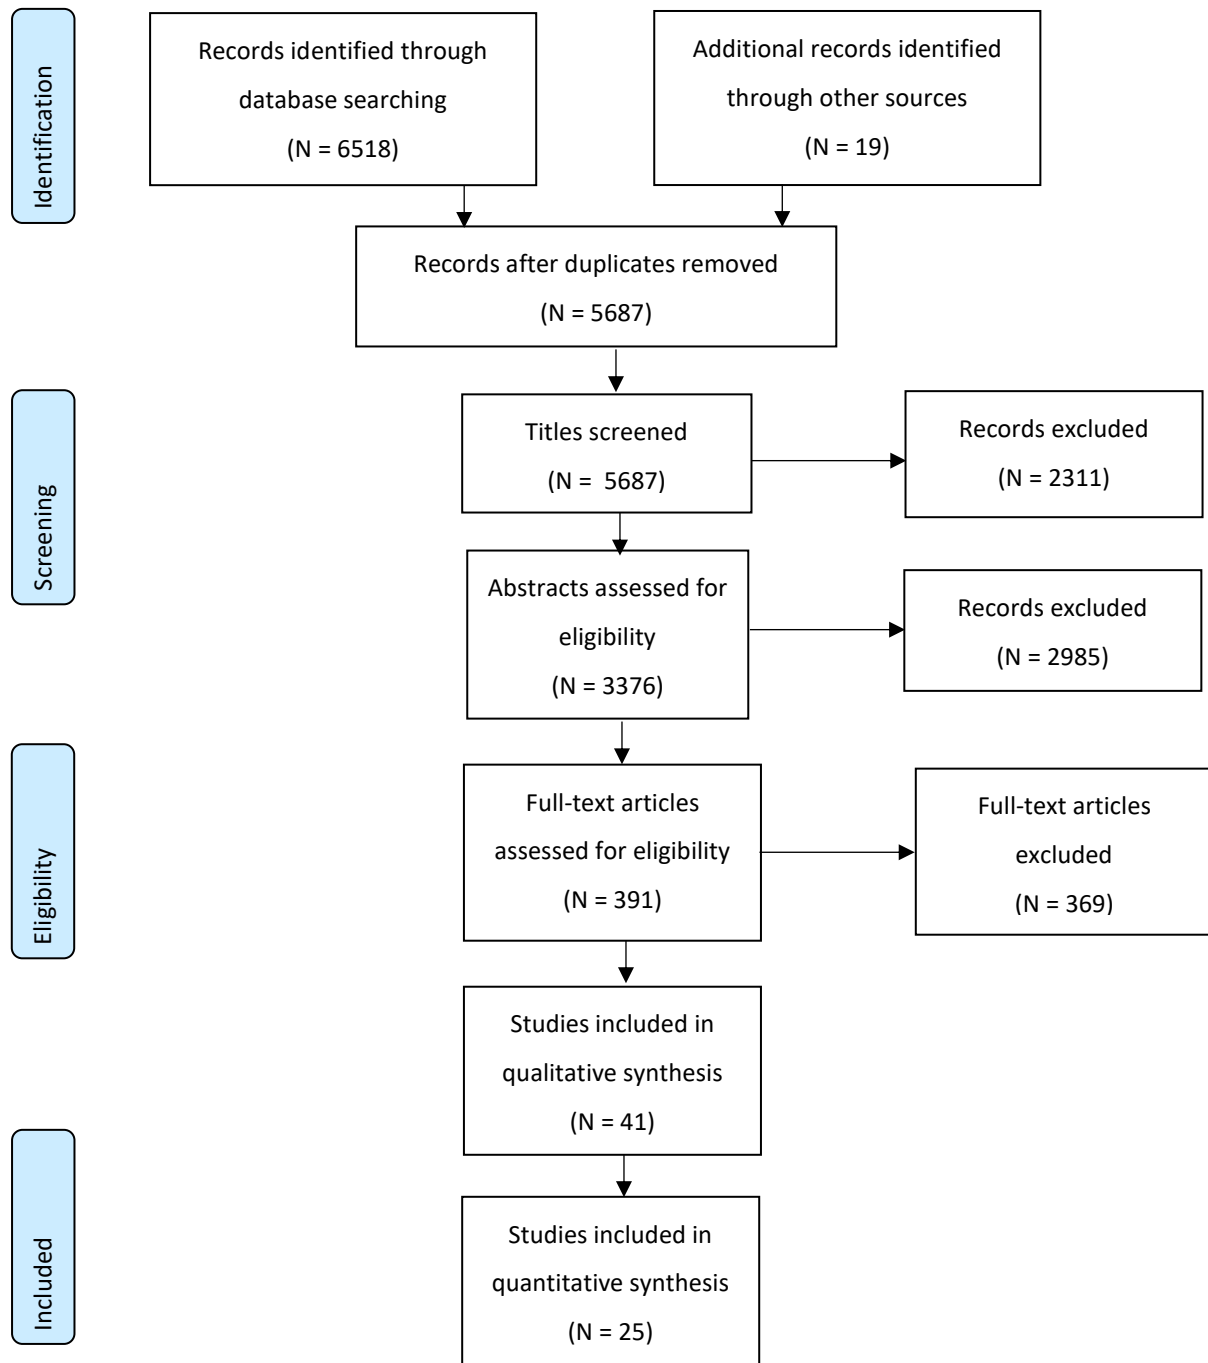 Identification
Records identified through
database searching
(N = 6518)
Additional records identified
through other sources
(N = 19)
Records after duplicates removed
(N = 5687)
Screening
Titles screened
(N =  5687)
Records excluded
(N = 2311)
Abstracts assessed for
eligibility
(N = 3376)
Records excluded
(N = 2985)
Eligibility
Full-text articles
assessed for eligibility
(N = 391)
Full-text articles
excluded
(N = 369)
Studies included in
qualitative synthesis
(N = 41)
Included
Studies included in
quantitative synthesis
(N = 25)